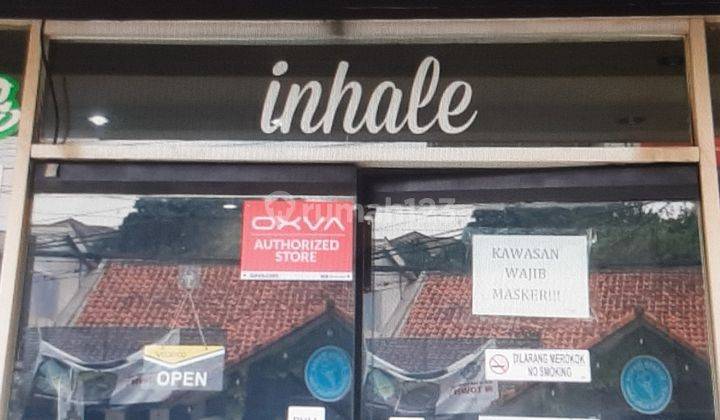 inhale
OXVA
AUTHORIZED
STORE
rumah123
KAWASAN
WAJIB
MASKER!!!
DILARANG MEROKOK
NO SMOKING
OPEN